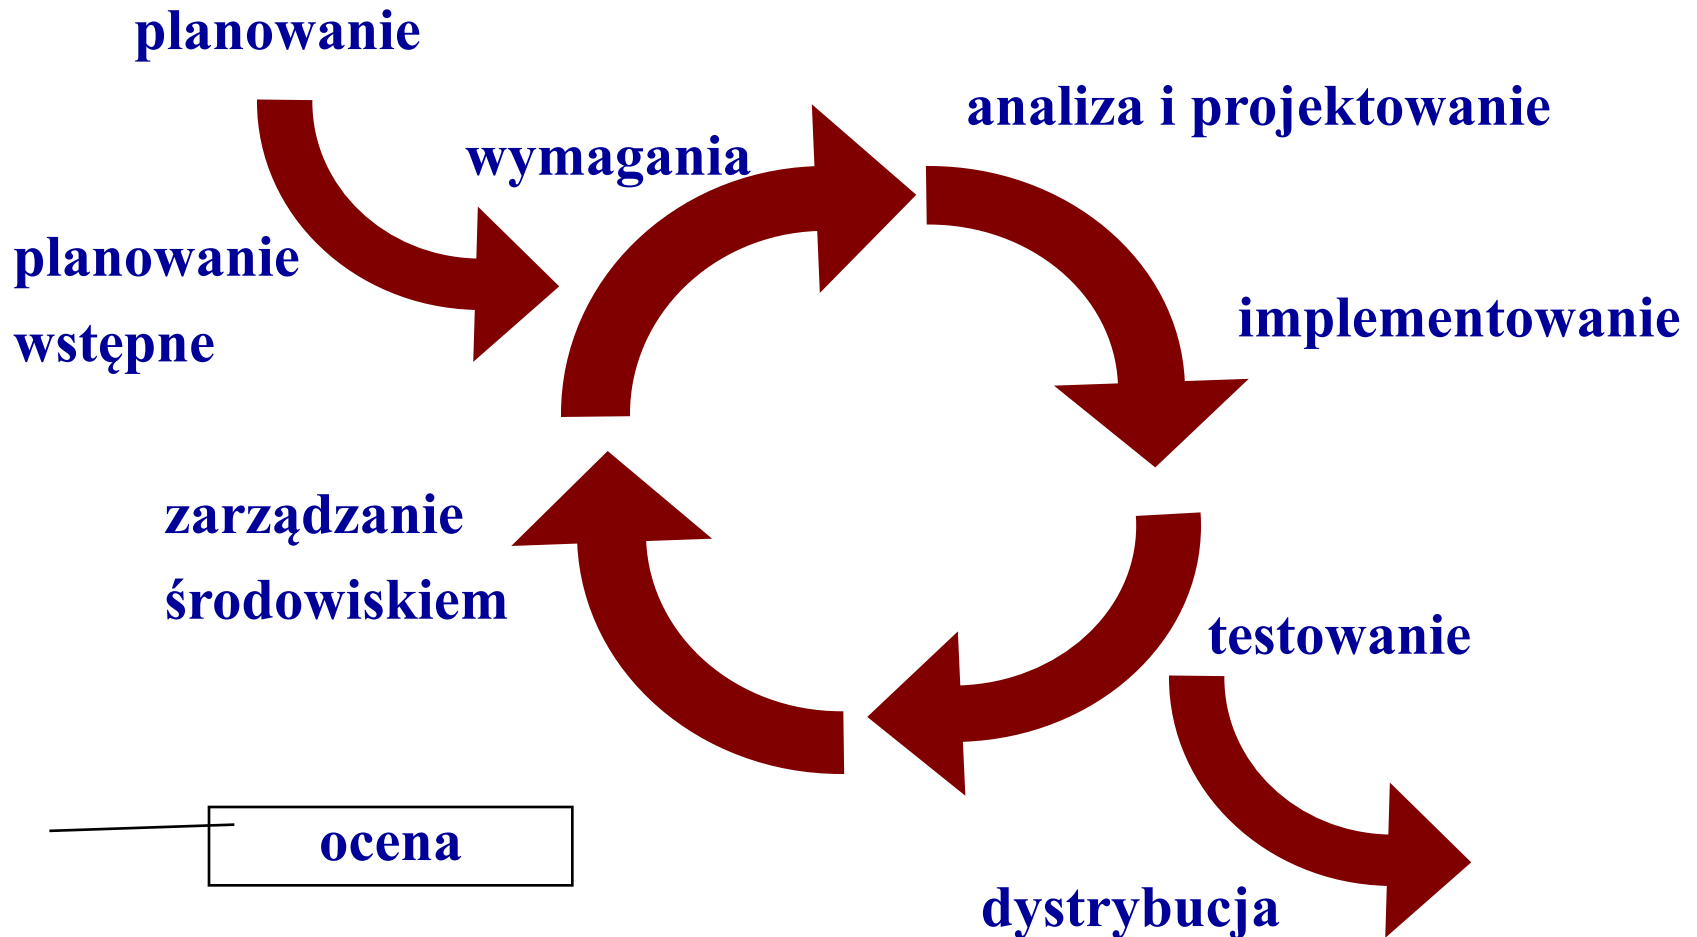 planowanie
analiza i projektowanie
wymagania
planowanie
wstępne
implementowanie
zarządzanie
środowiskiem
testowanie
ocena
dystrybucja